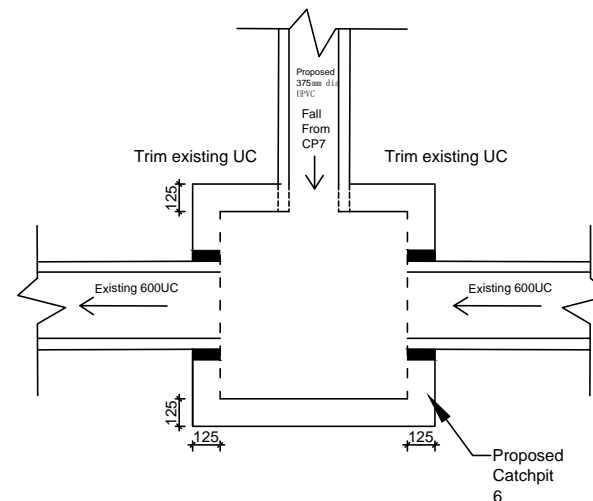 Proposed
375mm dia
UPVC
Fall
From
CP7
Trim existing UC
Trim existing UC
125
Existing 600UC
Existing 600UC
125
125
125
Proposed
Catchpit
6